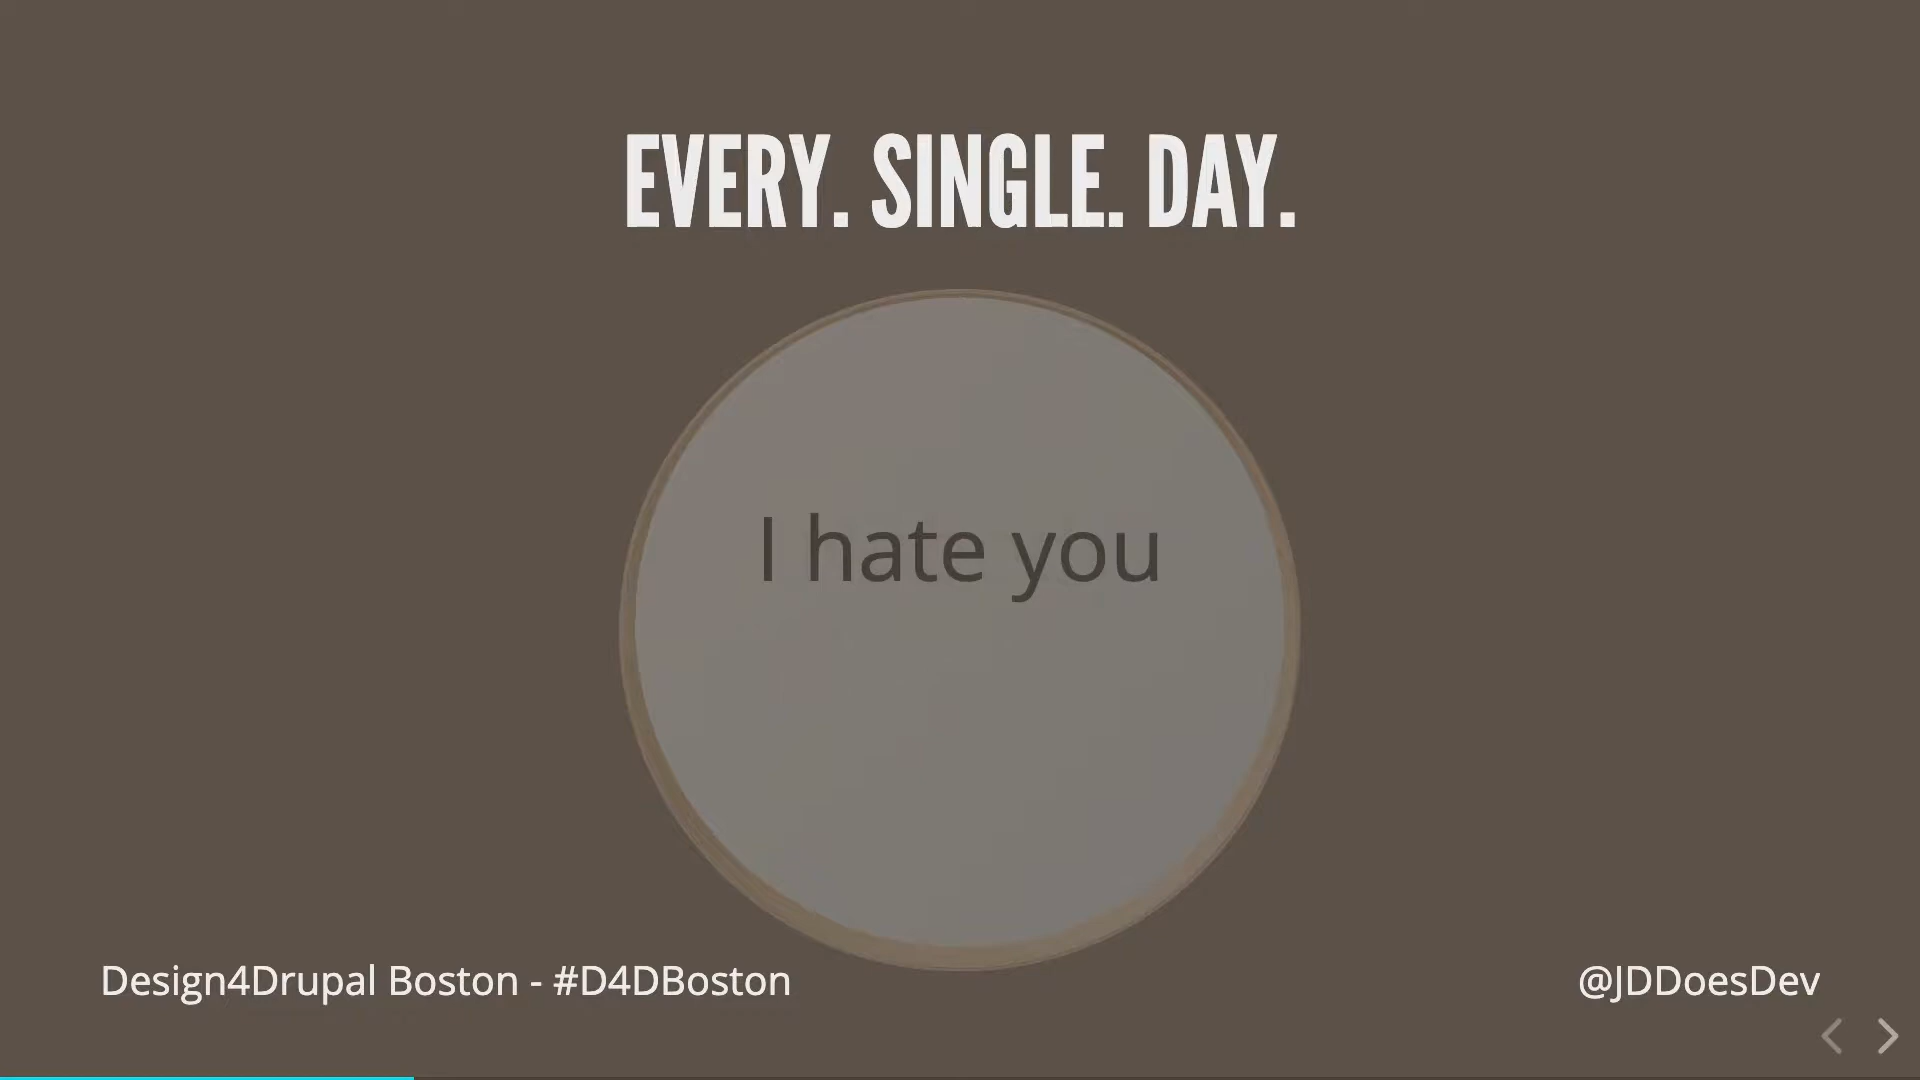 EVERY. SINGLE. DAY.
I hate you
Design4Drupal Boston - #D4DBoston
@JDDoesDev